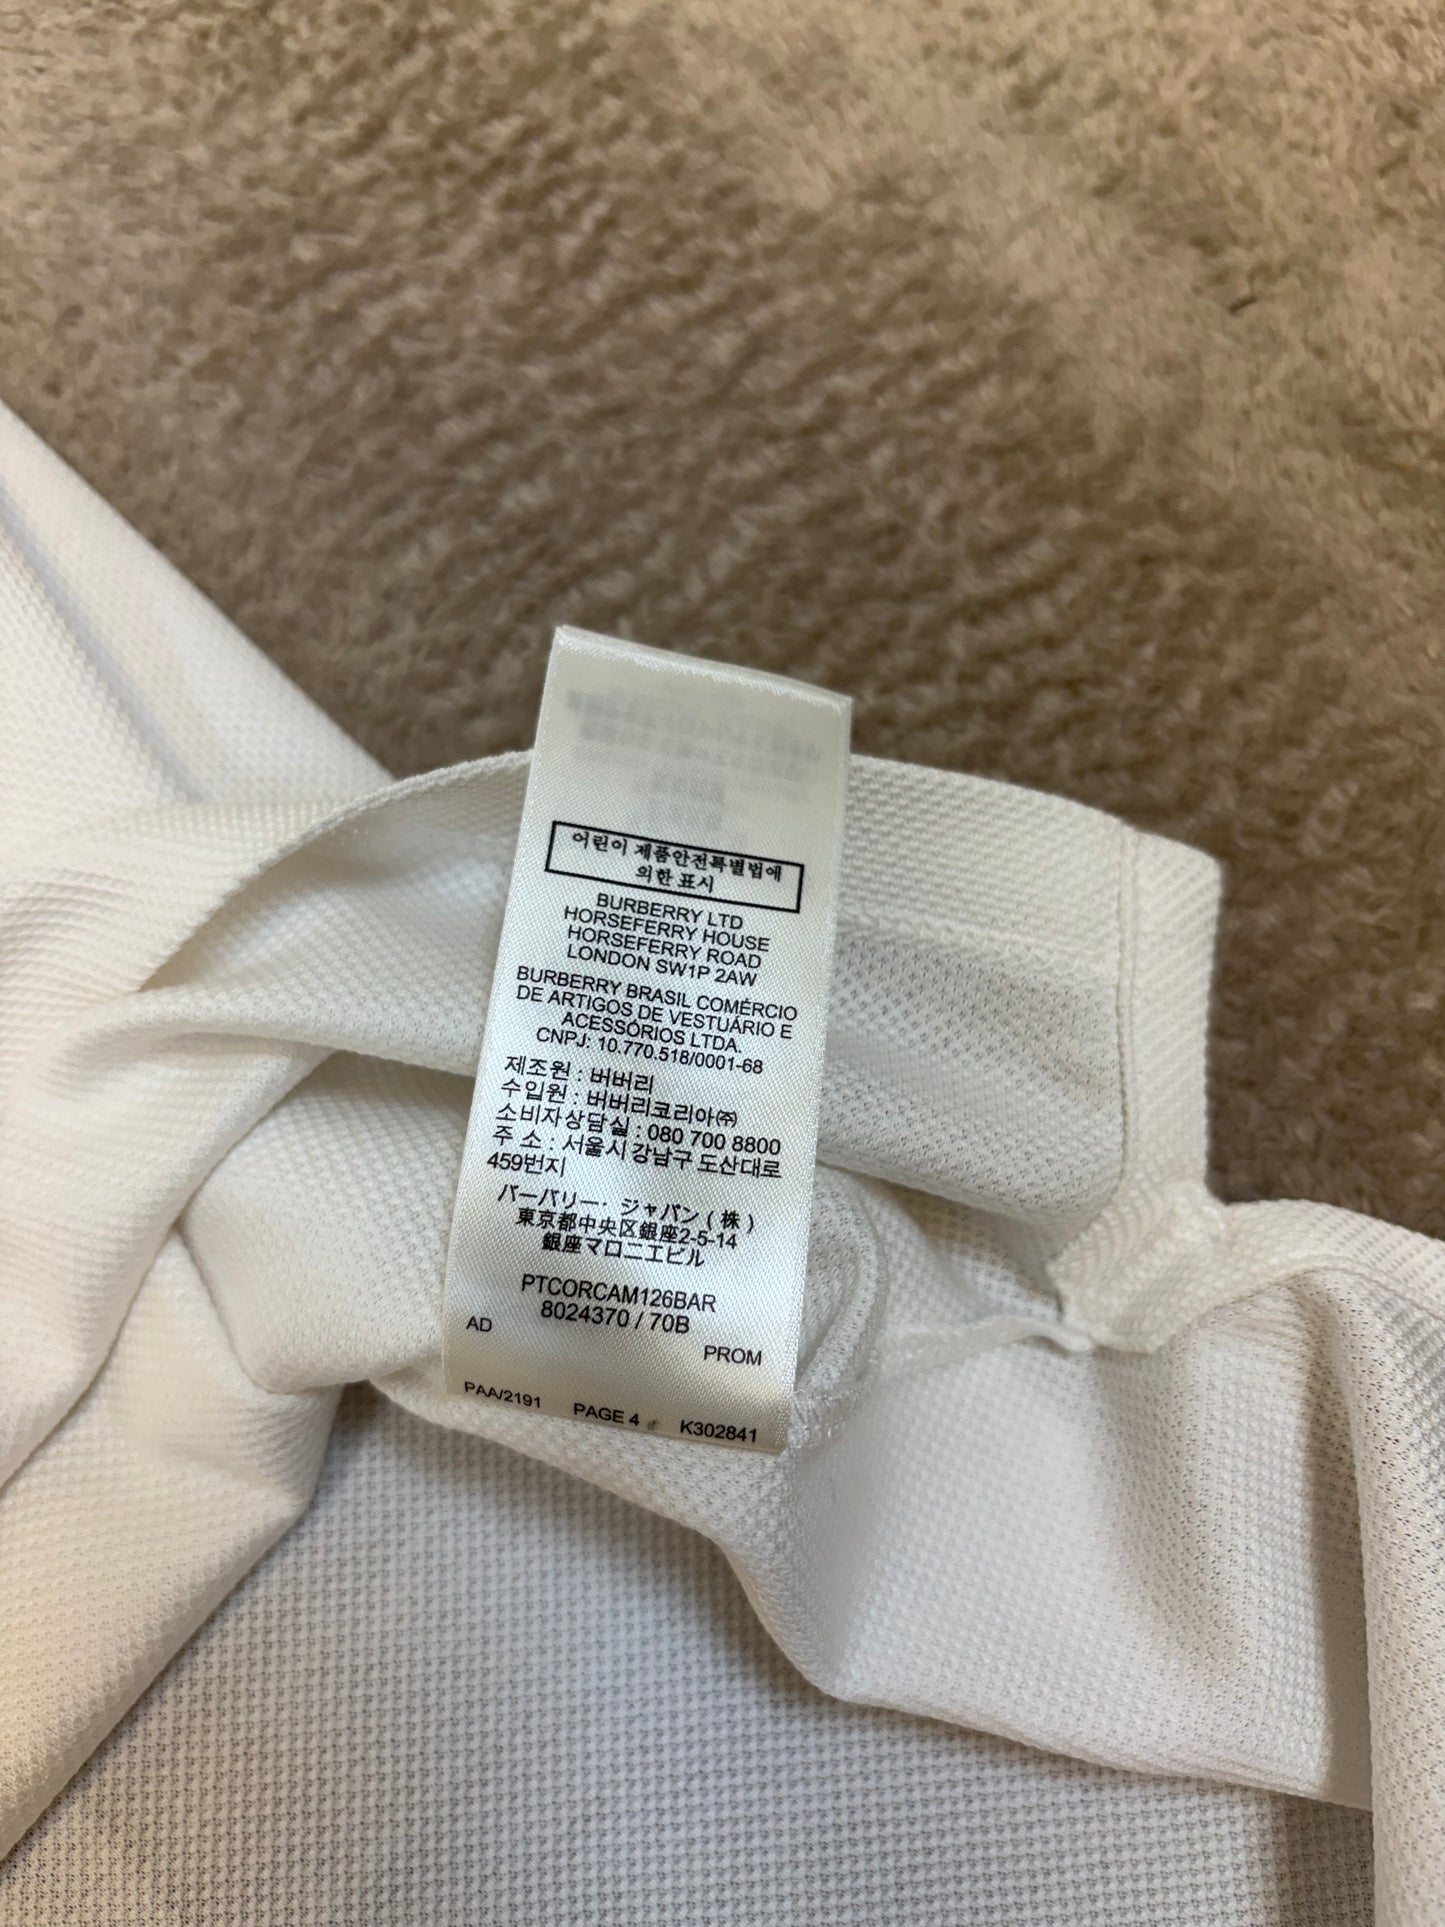 어린이 제품안전특별법에
의한 표시
BURBERRY LTD
HORSEFERRY HOUSE
HORSEFERRY ROAD
LONDON SW1P 2AW
BURBERRY BRASIL COMÉRCIO
DE ARTIGOS DE VESTUÁRIO E
ACESSÓRIOS LTDA.
CNPJ: 10.770.518/0001-68
제조원 : 버버리
수입원 : 버버리코리아㈜
소비자상담실 : 080 700 8800
주 소 : 서울시 강남구 도산대로
459번지
バーバリー・ジャパン ( 株 )
東京都中央区銀座2-5-14
銀座マロニエビル
PTCORCAM126BAR
8024370 / 70B
AD
PROM
PAA/2191 PAGE 4 K302841